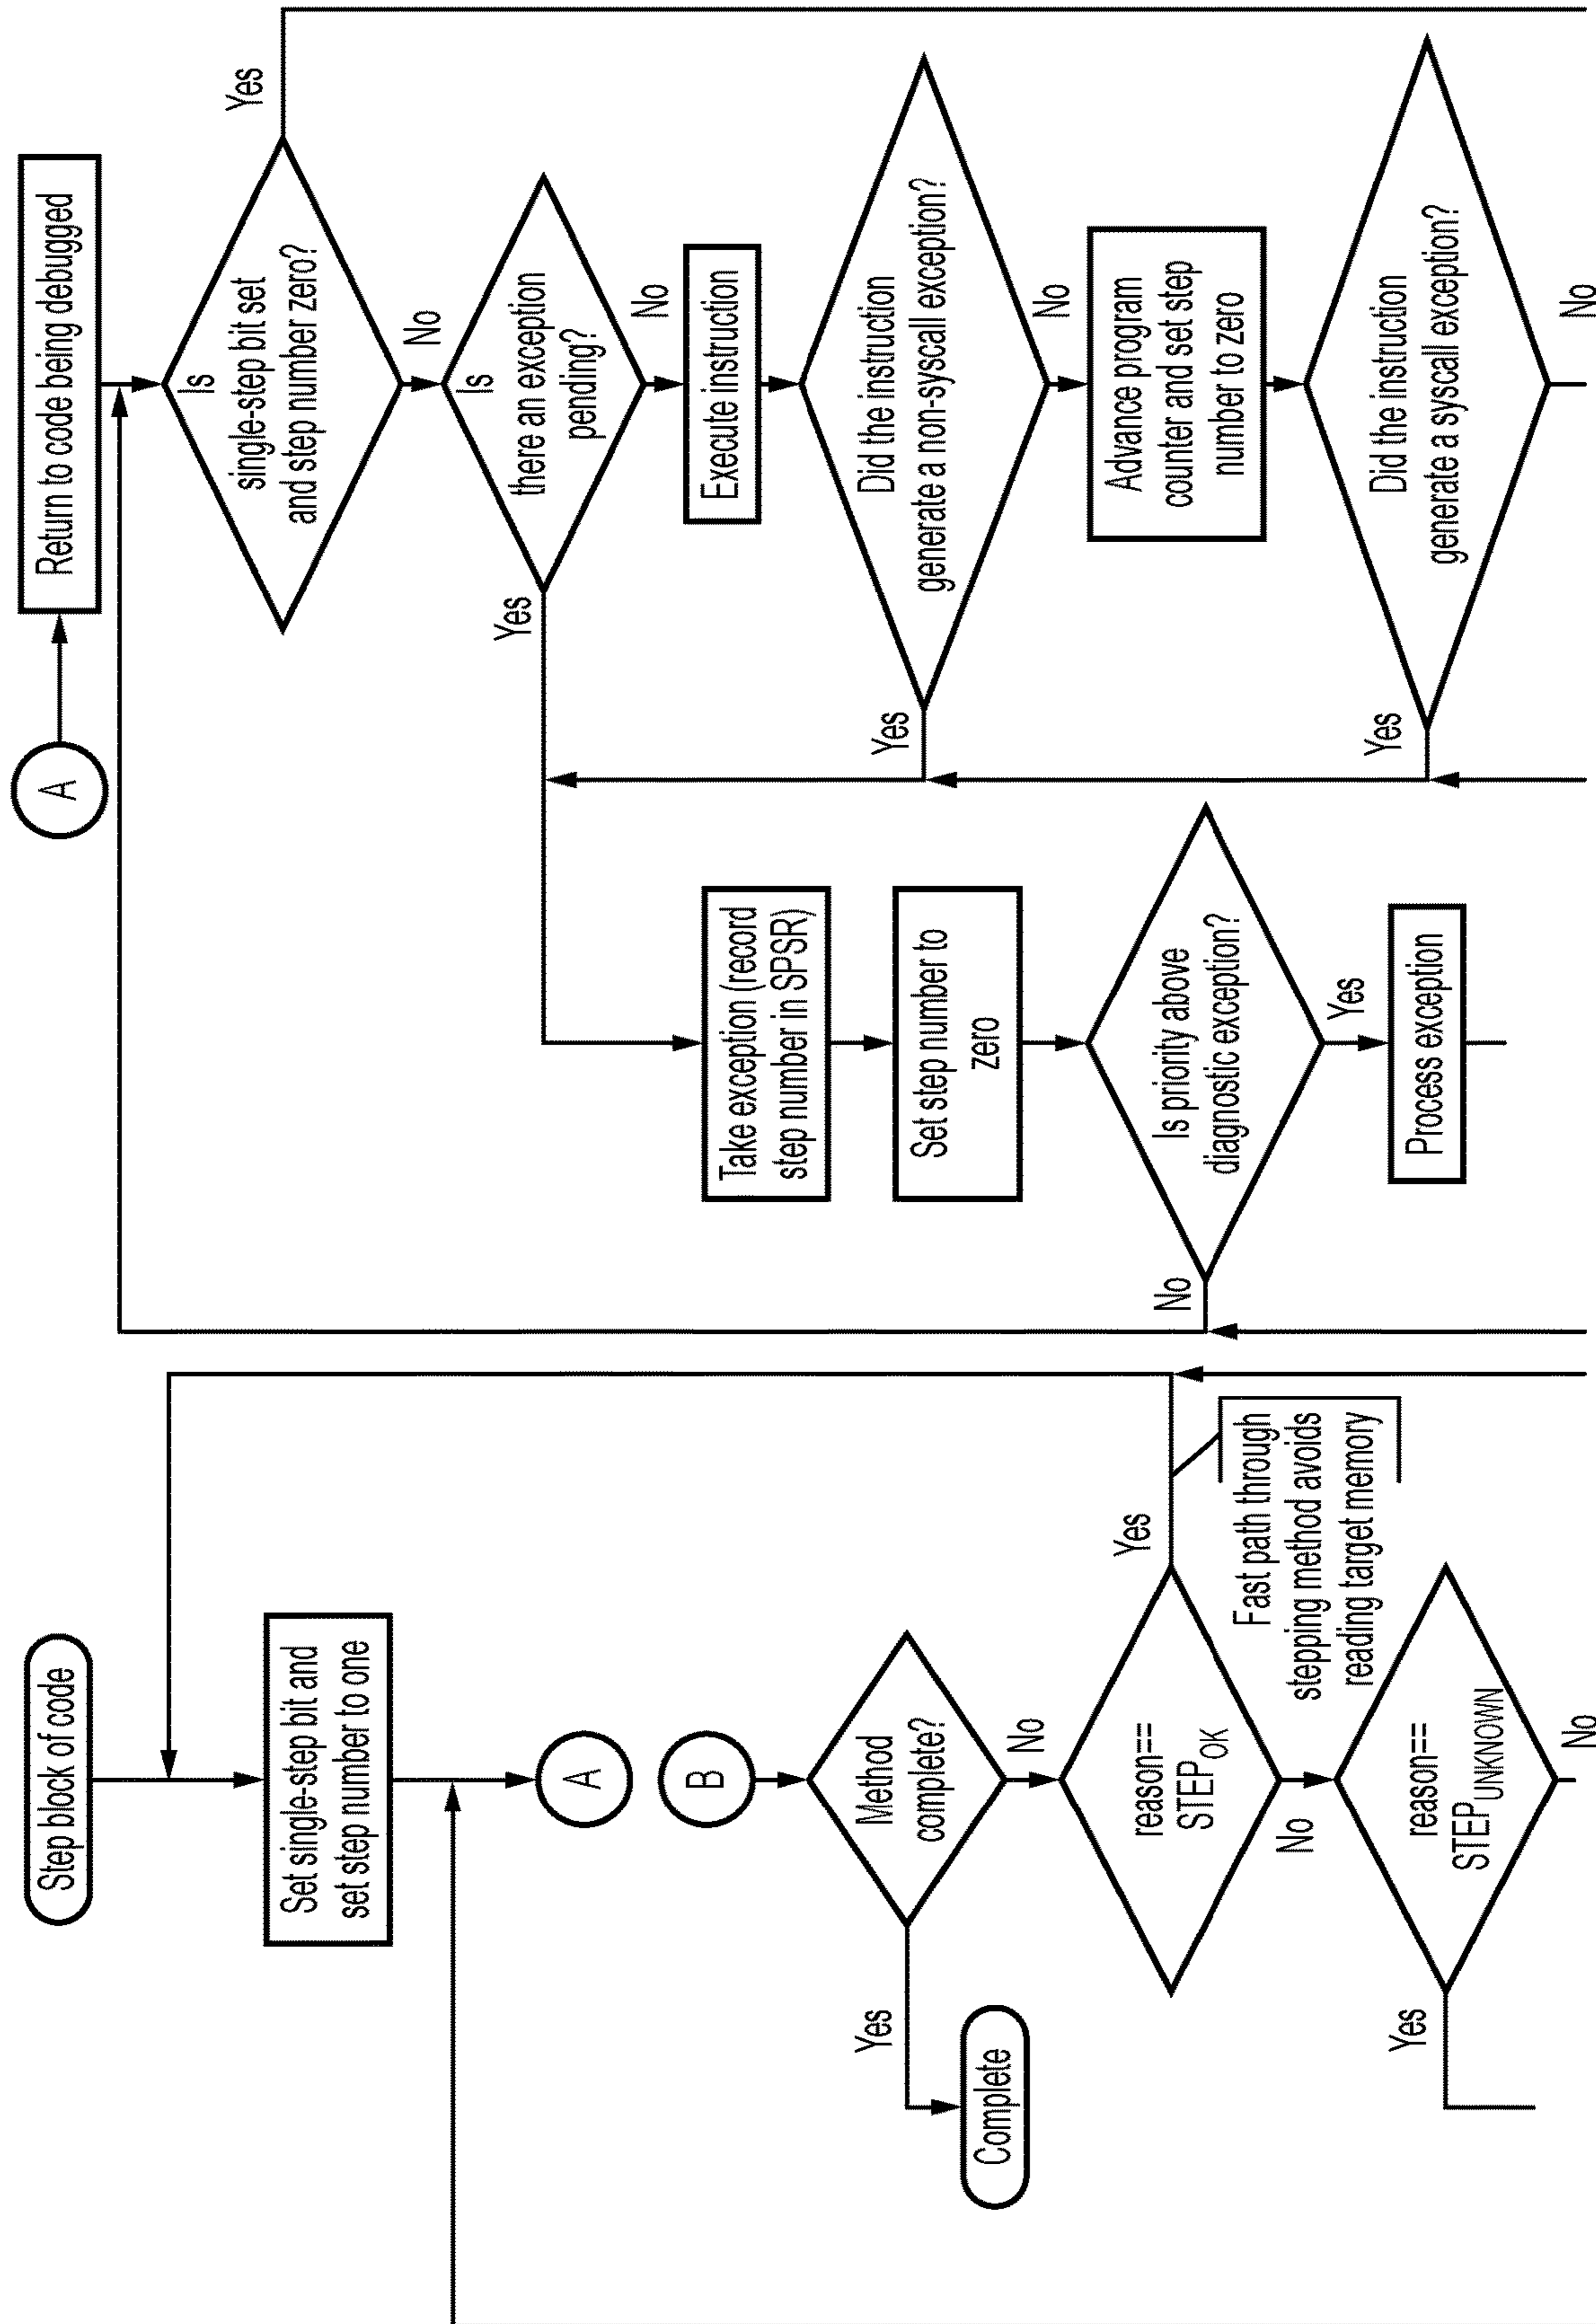 Step block of code
Set single-step bit and
set step number to one
A
B
Method
complete?
Yes
No
Complete
reason==
STEP_OK
Yes
No
Fast path through
stepping method avoids
reading target memory
reason==
STEP_UNKNOWN
Yes
No
A
Return to code being debugged
Is
single-step bit set
and step number zero?
Yes
No
Is
there an exception
pending?
Yes
No
Execute instruction
Did the instruction
generate a non-syscall exception?
Yes
No
Advance program
counter and set step
number to zero
Did the instruction
generate a syscall exception?
Yes
No
Take exception (record
step number in SPSR)
Set step number to
zero
Is priority above
diagnostic exception?
No
Yes
Process exception